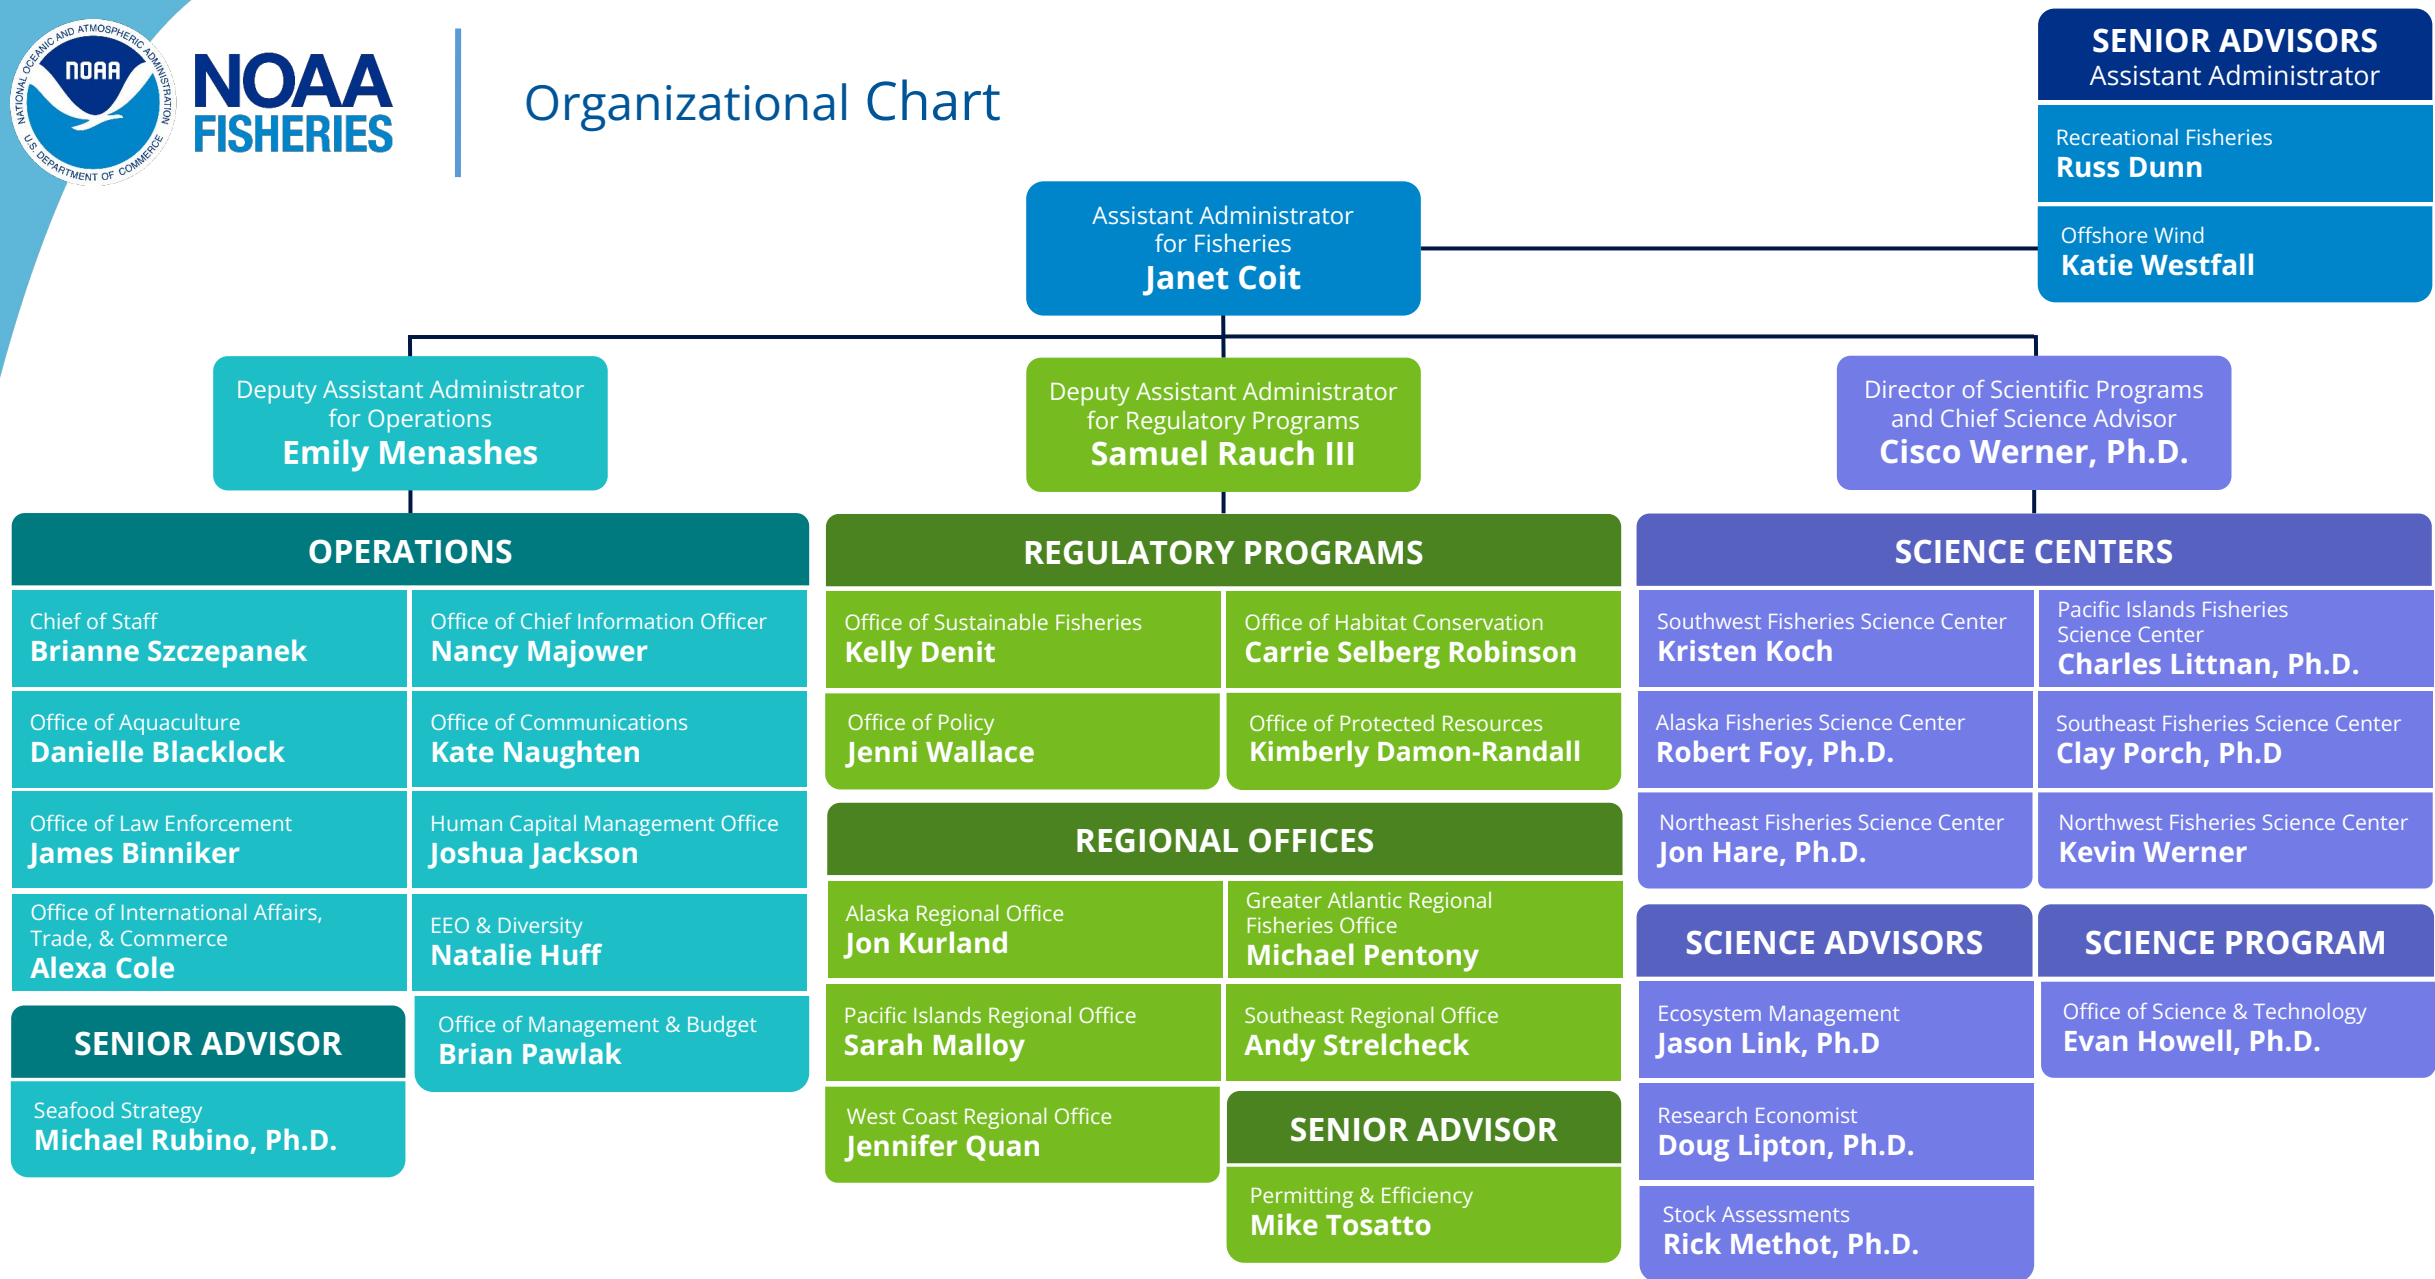 NATIONAL OCEANIC AND ATMOSPHERIC ADMINISTRATION
NOAA
U.S. DEPARTMENT OF COMMERCE
NOAA
FISHERIES
Organizational Chart
SENIOR ADVISORS
Assistant Administrator
Recreational Fisheries
Russ Dunn
Offshore Wind
Katie Westfall
Assistant Administrator
for Fisheries
Janet Coit
Deputy Assistant Administrator
for Operations
Emily Menashes
Deputy Assistant Administrator
for Regulatory Programs
Samuel Rauch III
Director of Scientific Programs
and Chief Science Advisor
Cisco Werner, Ph.D.
OPERATIONS
Chief of Staff
Brianne Szczepanek
Office of Chief Information Officer
Nancy Majower
Office of Aquaculture
Danielle Blacklock
Office of Communications
Kate Naughten
Office of Law Enforcement
James Binniker
Human Capital Management Office
Joshua Jackson
Office of International Affairs,
Trade, & Commerce
Alexa Cole
EEO & Diversity
Natalie Huff
Office of Management & Budget
Brian Pawlak
SENIOR ADVISOR
Seafood Strategy
Michael Rubino, Ph.D.
REGULATORY PROGRAMS
Office of Sustainable Fisheries
Kelly Denit
Office of Habitat Conservation
Carrie Selberg Robinson
Office of Policy
Jenni Wallace
Office of Protected Resources
Kimberly Damon-Randall
REGIONAL OFFICES
Alaska Regional Office
Jon Kurland
Greater Atlantic Regional
Fisheries Office
Michael Pentony
Pacific Islands Regional Office
Sarah Malloy
Southeast Regional Office
Andy Strelcheck
West Coast Regional Office
Jennifer Quan
SENIOR ADVISOR
Permitting & Efficiency
Mike Tosatto
SCIENCE CENTERS
Southwest Fisheries Science Center
Kristen Koch
Pacific Islands Fisheries
Science Center
Charles Littnan, Ph.D.
Alaska Fisheries Science Center
Robert Foy, Ph.D.
Southeast Fisheries Science Center
Clay Porch, Ph.D
Northeast Fisheries Science Center
Jon Hare, Ph.D.
Northwest Fisheries Science Center
Kevin Werner
SCIENCE ADVISORS
Ecosystem Management
Jason Link, Ph.D
Research Economist
Doug Lipton, Ph.D.
Stock Assessments
Rick Methot, Ph.D.
SCIENCE PROGRAM
Office of Science & Technology
Evan Howell, Ph.D.